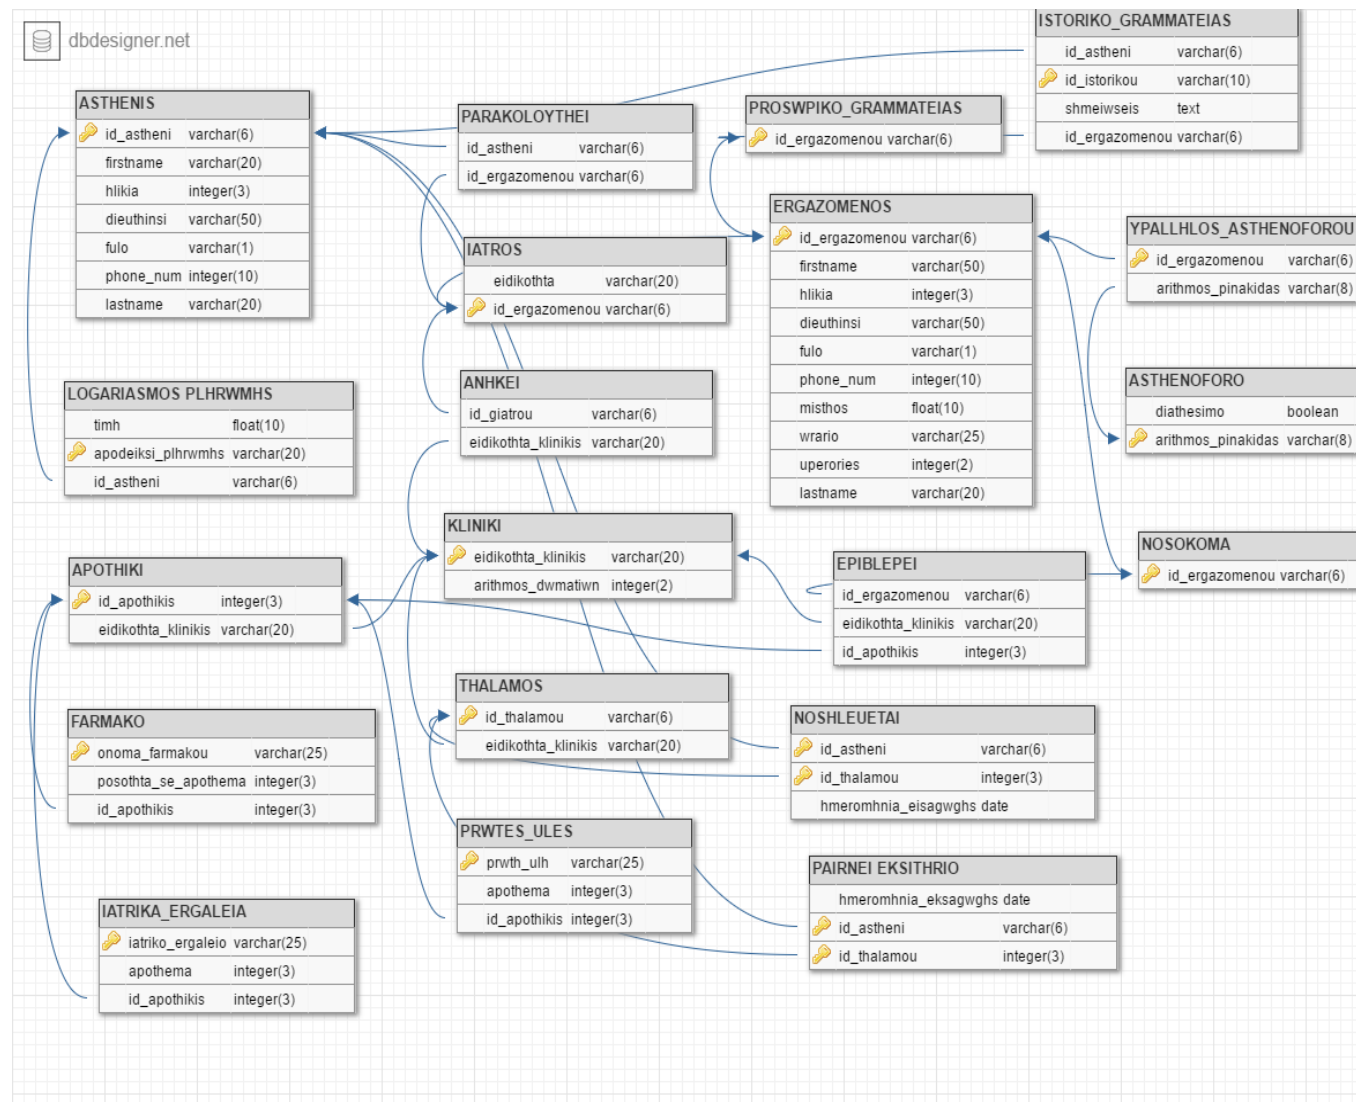 dbdesigner.net
ISTORIKO_GRAMMATEIAS
id_astheni varchar(6)
id_istorikou varchar(10)
shmeiwseis text
id_ergazomenou varchar(6)
ASTHENIS
id_astheni varchar(6)
firstname varchar(20)
hlikia integer(3)
dieuthinsi varchar(50)
fulo varchar(1)
phone_num integer(10)
lastname varchar(20)
PARAKOLOYTHEI
id_astheni varchar(6)
id_ergazomenou varchar(6)
PROSWPIKO_GRAMMATEIAS
id_ergazomenou varchar(6)
IATROS
eidikothta varchar(20)
id_ergazomenou varchar(6)
ERGAZOMENOS
id_ergazomenou varchar(6)
firstname varchar(50)
hlikia integer(3)
dieuthinsi varchar(50)
fulo varchar(1)
phone_num integer(10)
misthos float(10)
wrario varchar(25)
uperories integer(2)
lastname varchar(20)
YPALLHLOS_ASTHENOFOROU
id_ergazomenou varchar(6)
arithmos_pinakidas varchar(8)
ANHKEI
id_giatrou varchar(6)
eidikothta_klinikis varchar(20)
ASTHENOFORO
diathesimo boolean
arithmos_pinakidas varchar(8)
LOGARIASMOS PLHRWMHS
timh float(10)
apodeiksi_plhrwmhs varchar(20)
id_astheni varchar(6)
KLINIKI
eidikothta_klinikis varchar(20)
arithmos_dwmatiwn integer(2)
NOSOKOMA
id_ergazomenou varchar(6)
APOTHIKI
id_apothikis integer(3)
eidikothta_klinikis varchar(20)
EPIBLEPEI
id_ergazomenou varchar(6)
eidikothta_klinikis varchar(20)
id_apothikis integer(3)
THALAMOS
id_thalamou varchar(6)
eidikothta_klinikis varchar(20)
FARMAKO
onoma_farmakou varchar(25)
posothta_se_apothema integer(3)
id_apothikis integer(3)
NOSHLEUETAI
id_astheni varchar(6)
id_thalamou integer(3)
hmeromhnia_eisagwghs date
PRWTES_ULES
prwth_ulh varchar(25)
apothema integer(3)
id_apothikis integer(3)
PAIRNEI EKSITHRIO
hmeromhnia_eksagwghs date
id_astheni varchar(6)
id_thalamou integer(3)
IATRIKA_ERGALEIA
iatriko_ergaleio varchar(25)
apothema integer(3)
id_apothikis integer(3)